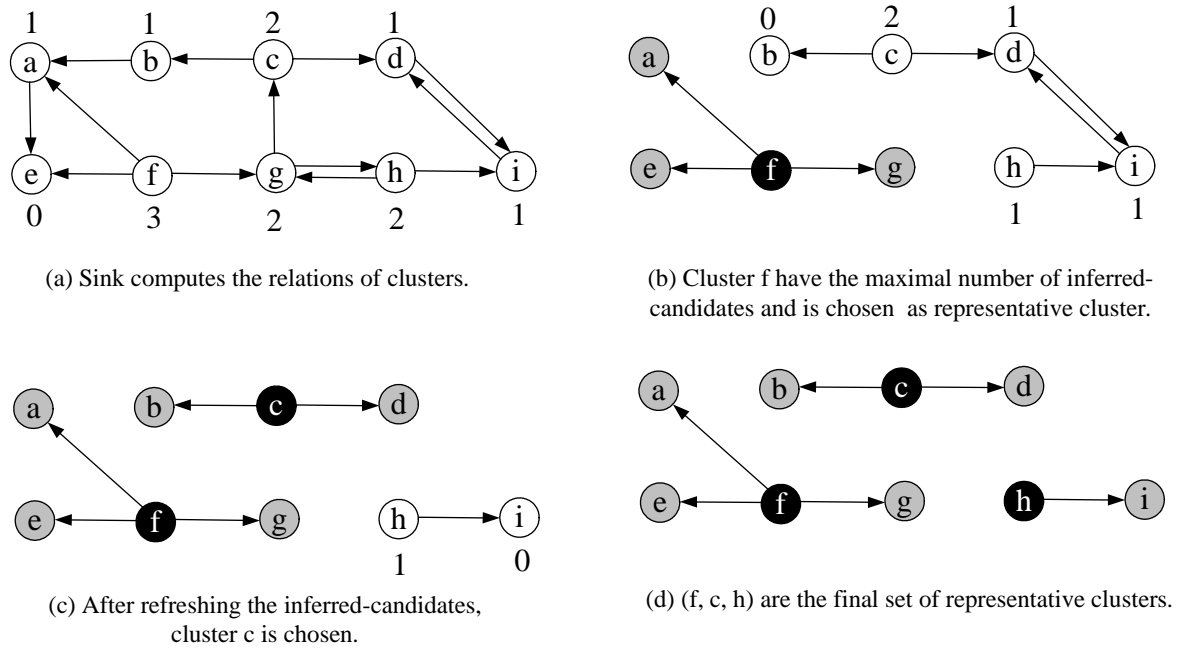 1 1 2 1
a b c d
e f g h i
0 3 2 2 1
(a) Sink computes the relations of clusters.
0 2 1
a b c d
e f g h i
1 1
(b) Cluster f have the maximal number of inferred-
candidates and is chosen as representative cluster.
a b c d
e f g h i
1 0
(c) After refreshing the inferred-candidates,
cluster c is chosen.
a b c d
e f g h i
(d) (f, c, h) are the final set of representative clusters.